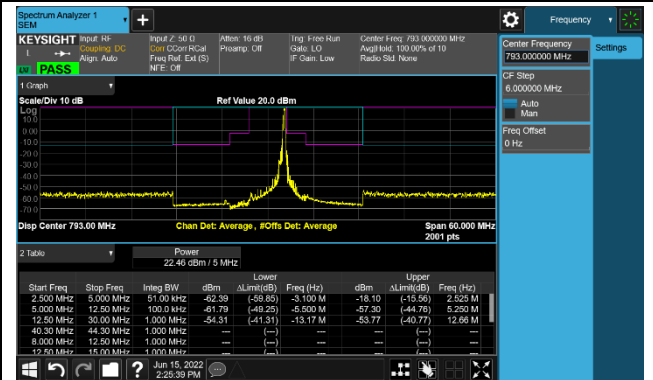 Spectrum Analyzer 1
SEM
Frequency
KEYSIGHT Input: RF
Coupling: DC
Align: Auto
Input Z: 50 Ω
Corr CCorr RCal
Freq Ref: Ext (S)
NFE: Off
Atten: 16 dB
Preamp: Off
Trig: Free Run
Gate: LO
IF Gain: Low
Center Freq: 793.000000 MHz
Avg|Hold: 100.00% of 10
Radio Std: None
L
LXI PASS
Center Frequency
793.000000 MHz
Settings
CF Step
6.000000 MHz
Auto
Man
Freq Offset
0 Hz
1 Graph
Scale/Div 10 dB
Ref Value 20.0 dBm
Log
10.0
0.00
-10.0
-20.0
-30.0
-40.0
-50.0
-60.0
-70.0
Disp Center 793.00 MHz
Chan Det: Average , #Offs Det: Average
Span 60.000 MHz
2001 pts
2 Table
Power
22.46 dBm / 5 MHz
Lower Upper
Start Freq Stop Freq Integ BW dBm ΔLimit(dB) Freq (Hz) dBm ΔLimit(dB) Freq (Hz)
2.500 MHz 5.000 MHz 51.00 kHz -62.39 (-59.85) -3.100 M -18.10 (-15.56) 2.525 M
5.000 MHz 12.50 MHz 100.0 kHz -61.79 (-49.25) -5.500 M -57.30 (-44.76) 5.250 M
12.50 MHz 30.00 MHz 1.000 MHz -54.31 (-41.31) -13.17 M -53.77 (-40.77) 12.66 M
40.30 MHz 44.30 MHz 1.000 MHz --- (---) --- --- (---) ---
8.000 MHz 12.50 MHz 1.000 MHz --- (---) --- --- (---) ---
12.50 MHz 15.00 MHz 1.000 MHz --- (---) --- --- (---) ---
Jun 15, 2022
2:25:39 PM